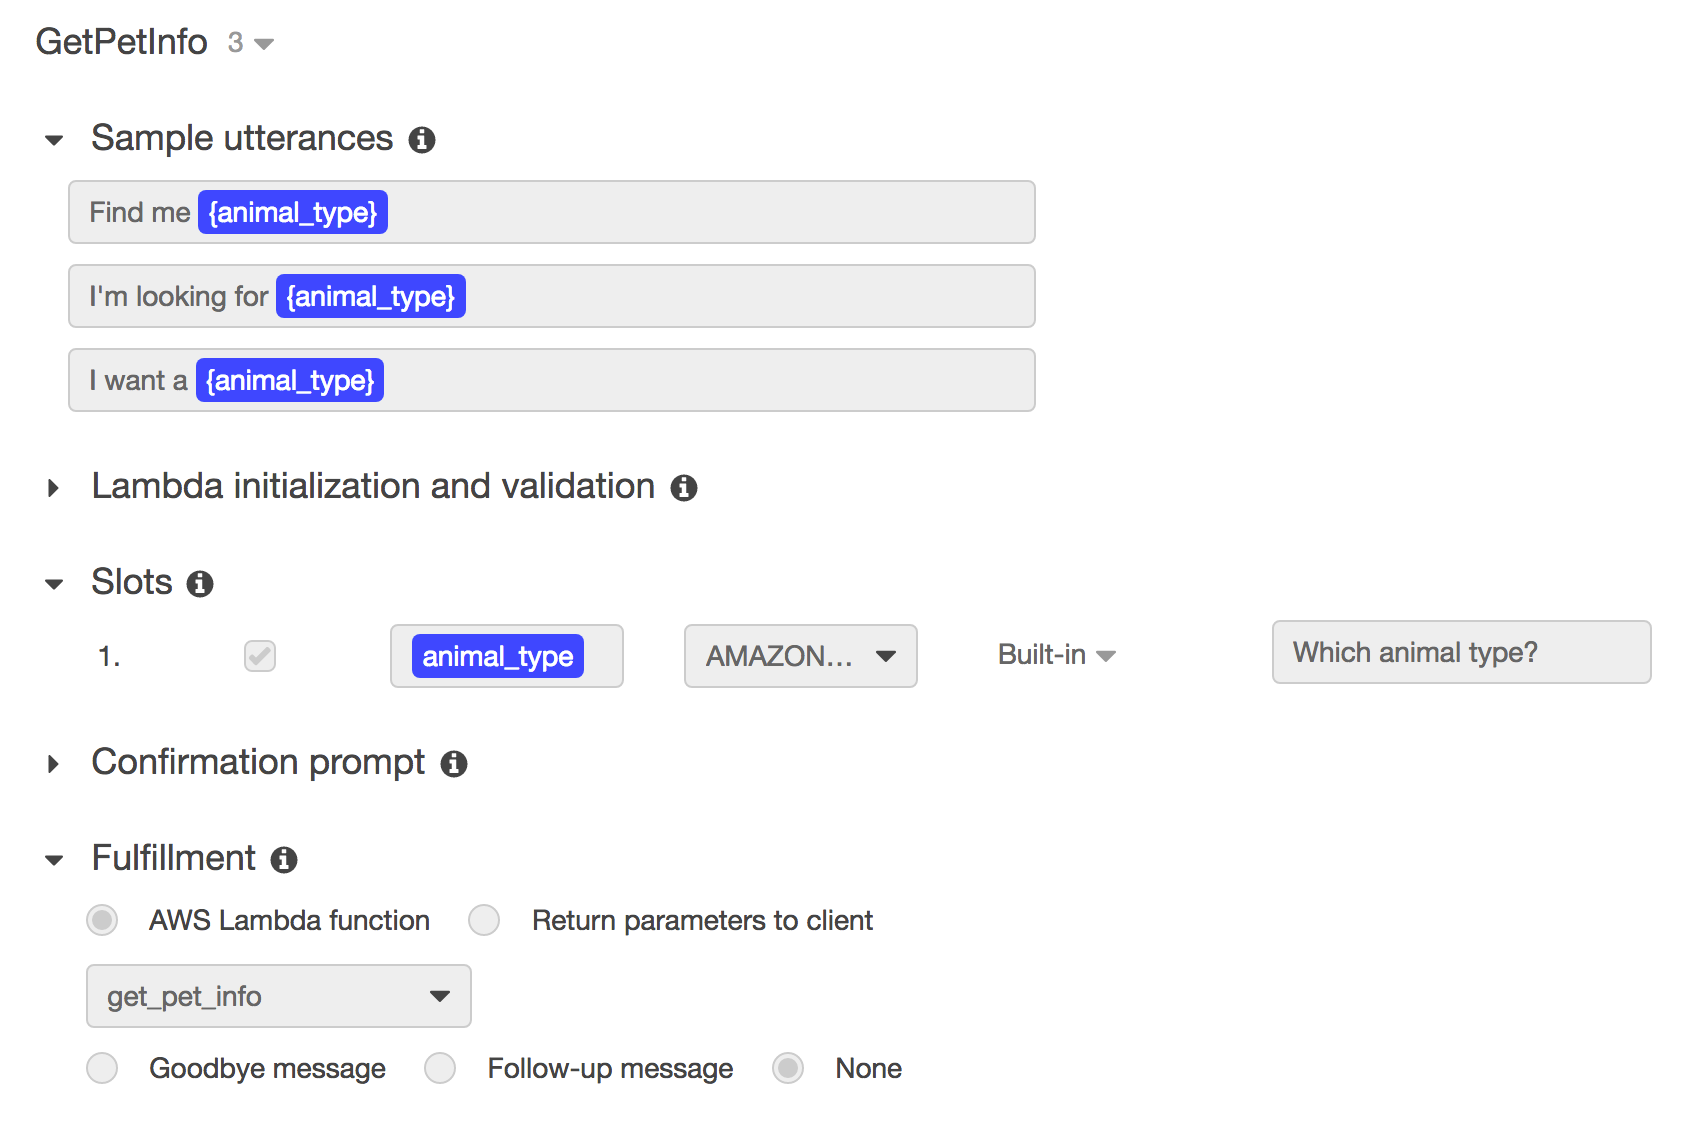 GetPetInfo 3
Sample utterances
Find me {animal_type}
I'm looking for {animal_type}
I want a {animal_type}
Lambda initialization and validation
Slots
1. animal_type AMAZON... Built-in Which animal type?
Confirmation prompt
Fulfillment
AWS Lambda function Return parameters to client
get_pet_info
Goodbye message Follow-up message None